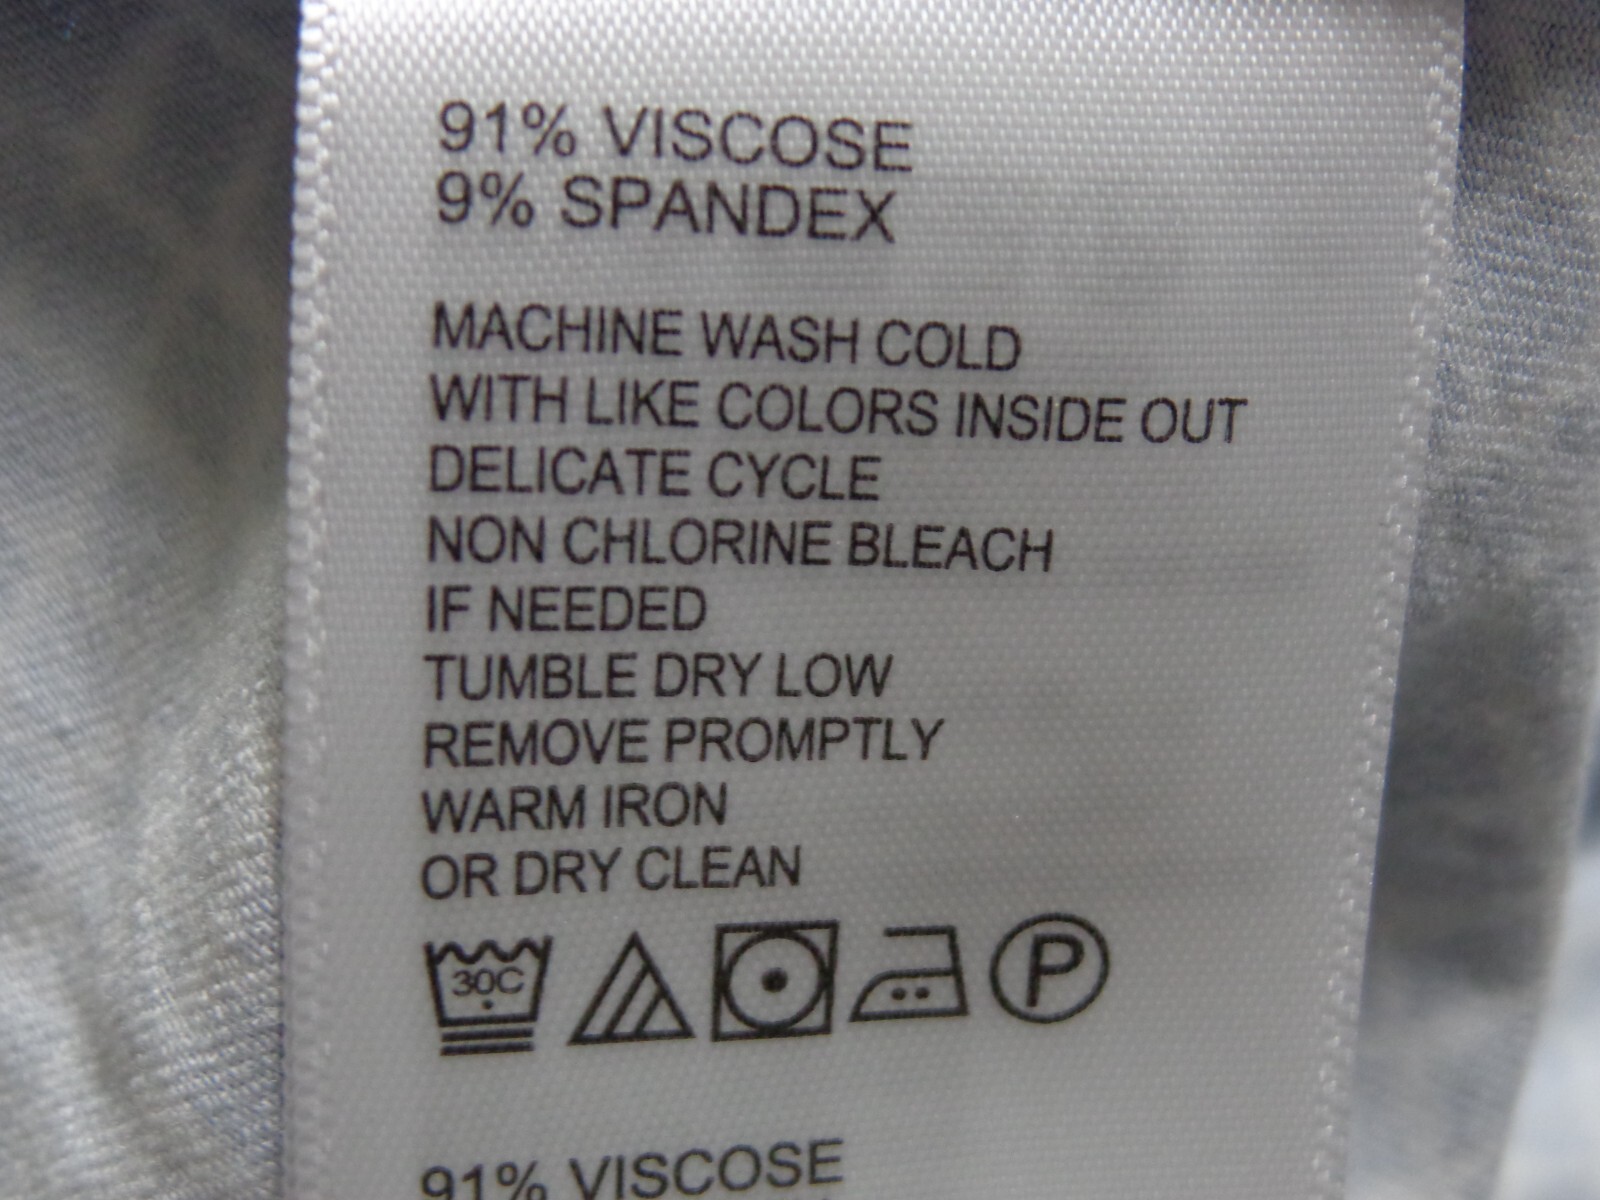 91% VISCOSE
9% SPANDEX
MACHINE WASH COLD
WITH LIKE COLORS INSIDE OUT
DELICATE CYCLE
NON CHLORINE BLEACH
IF NEEDED
TUMBLE DRY LOW
REMOVE PROMPTLY
WARM IRON
OR DRY CLEAN
30C P
91% VISCOSE